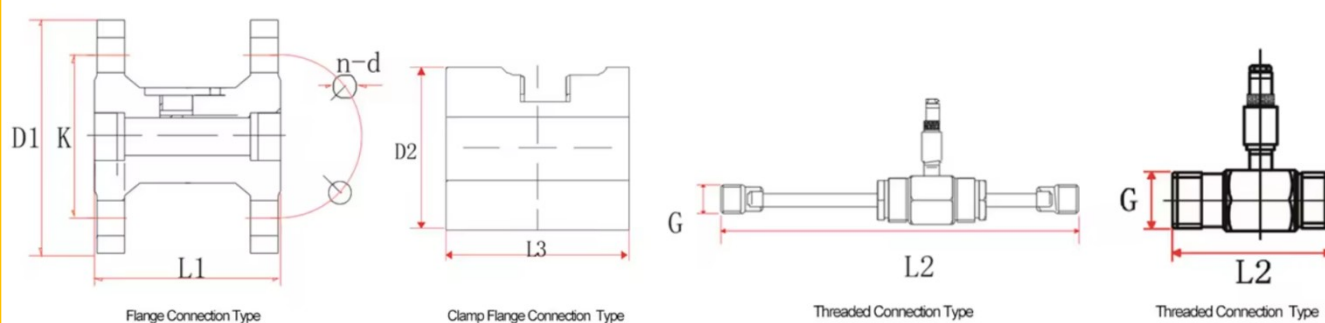 n-d
D1
K
L1
Flange Connection Type
D2
L3
Clamp Flange Connection Type
G
L2
Threaded Connection Type
G
L2
Threaded Connection Type